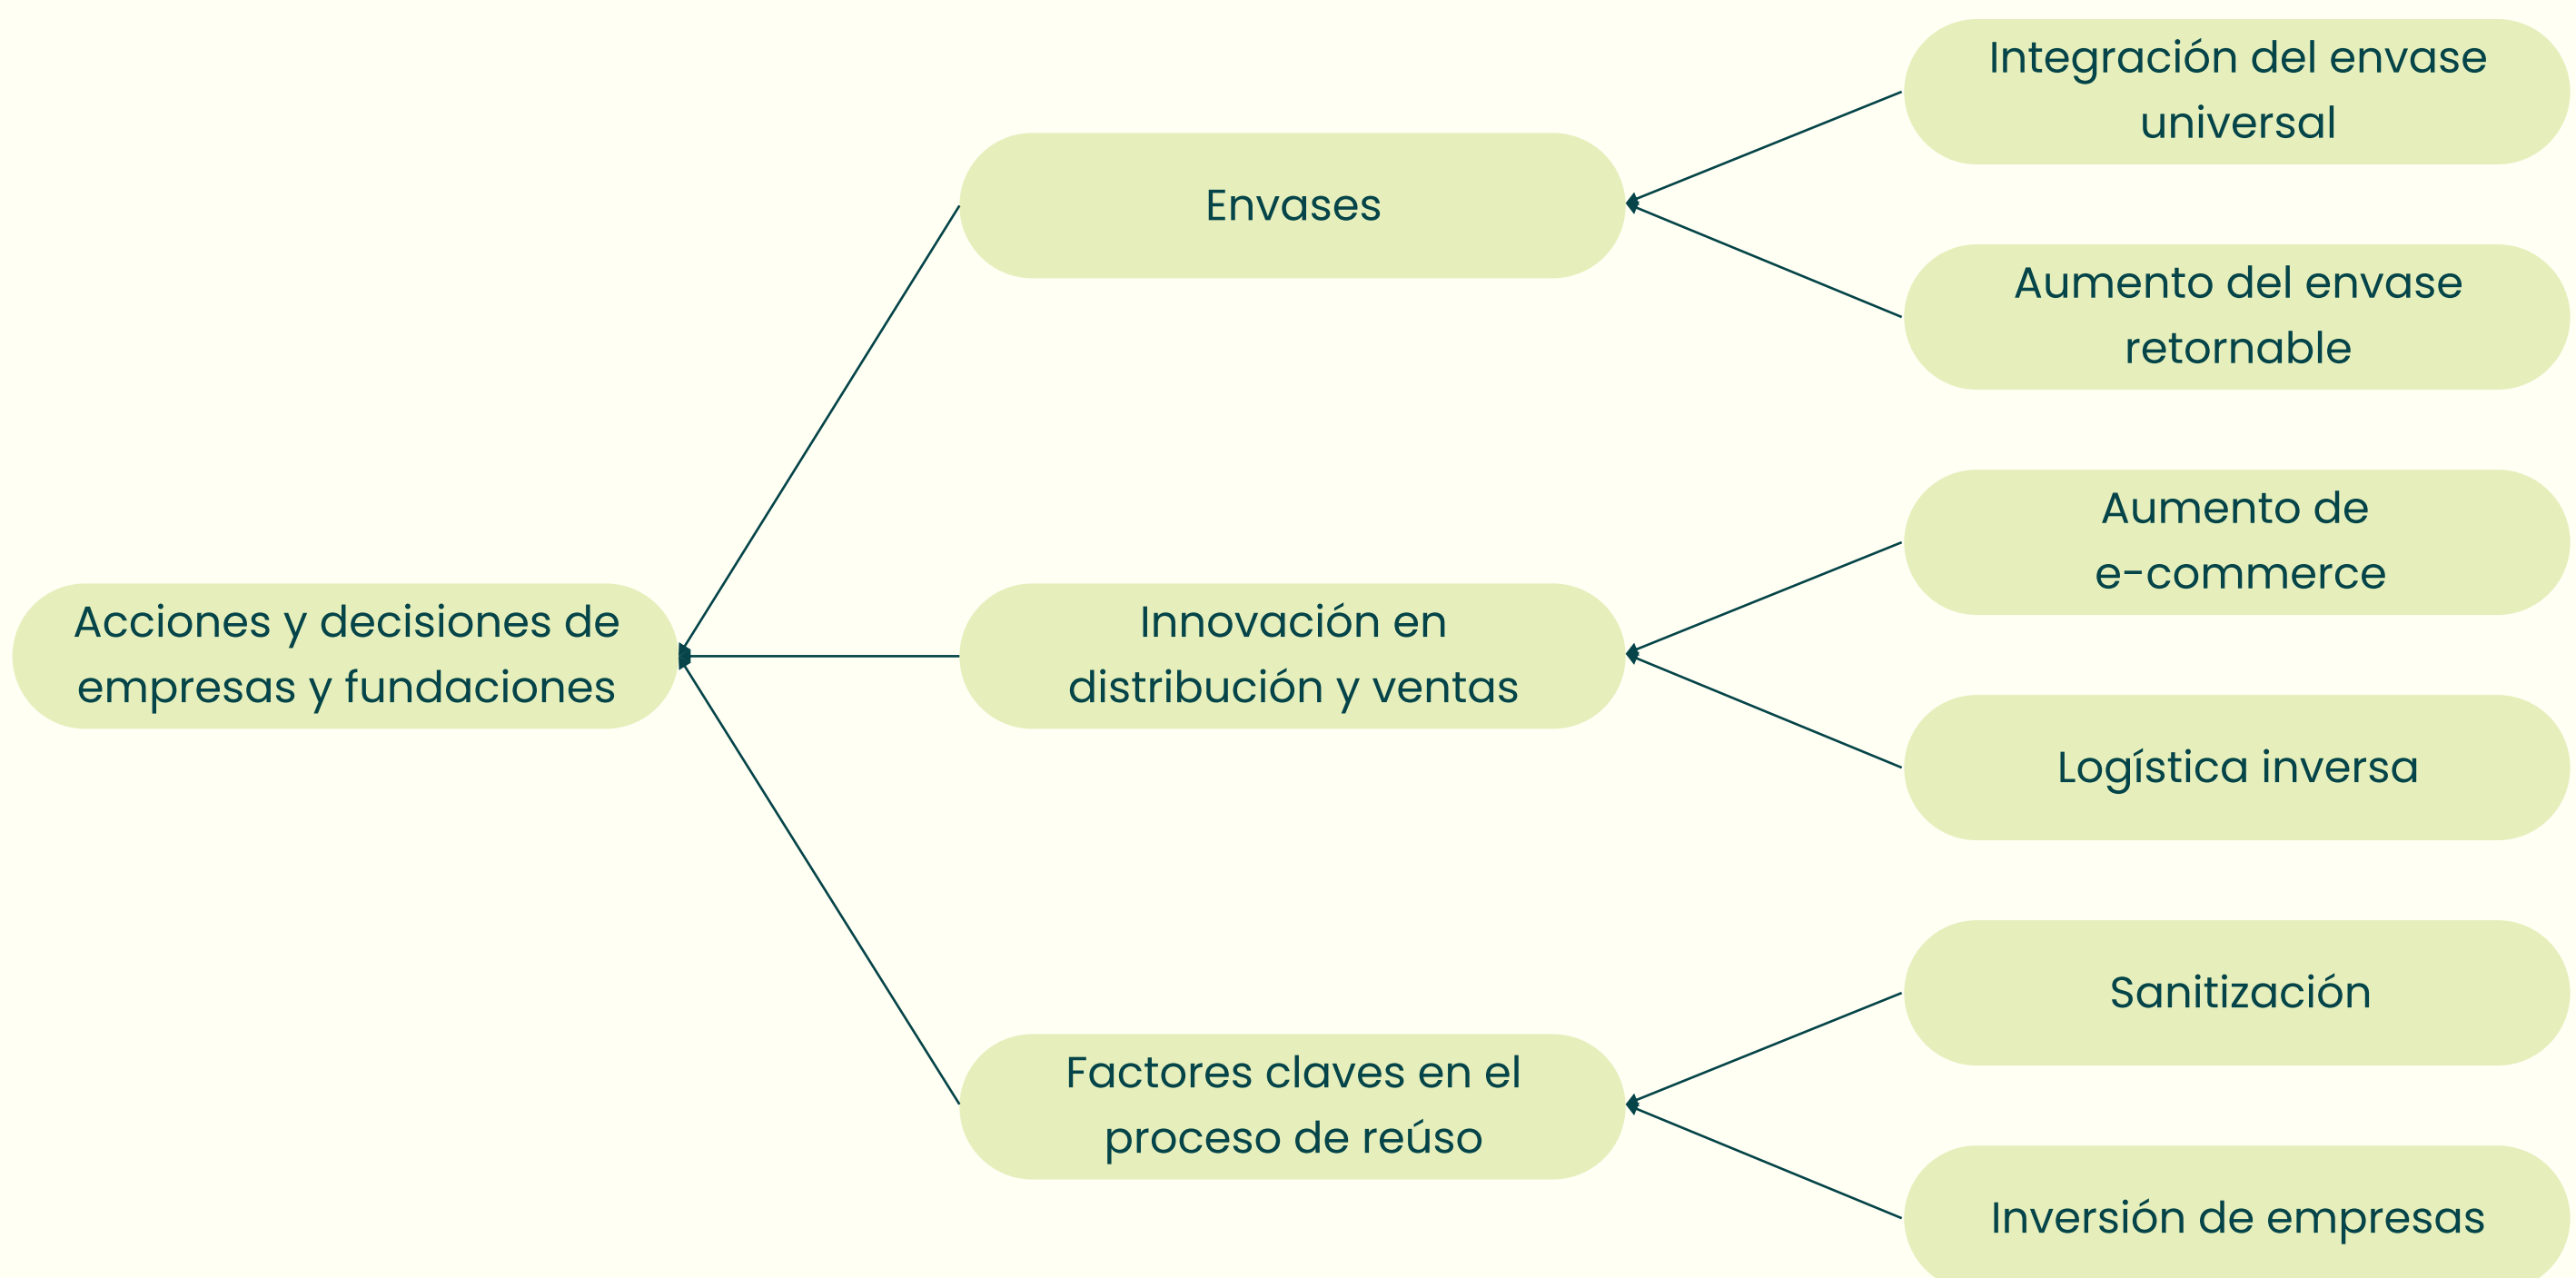 Integración del envase
universal
Envases
Aumento del envase
retornable
Aumento de
e-commerce
Acciones y decisiones de
empresas y fundaciones
Innovación en
distribución y ventas
Logística inversa
Sanitización
Factores claves en el
proceso de reúso
Inversión de empresas